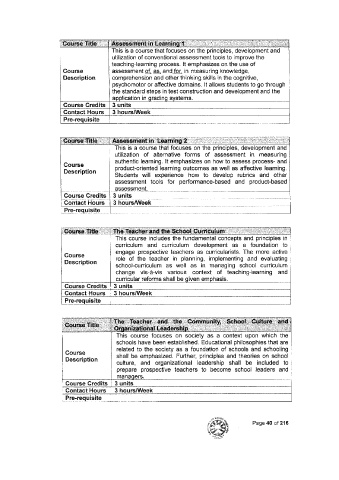 Course Title Assessment in Learning 1
Course Description
This is a course that focuses on the principles, development and
utilization of conventional assessment tools to improve the
teaching-learning process. It emphasizes on the use of
assessment of, as, and for, in measuring knowledge,
comprehension and other thinking skills in the cognitive,
psychomotor or affective domains. It allows students to go through
the standard steps in test construction and development and the
application in grading systems.
Course Credits 3 units
Contact Hours 3 hours/Week
Pre-requisite
Course Title Assessment in Learning 2
Course Description
This is a course that focuses on the principles, development and
utilization of alternative forms of assessment in measuring
authentic learning. It emphasizes on how to assess process- and
product-oriented learning outcomes as well as affective learning.
Students will experience how to develop rubrics and other
assessment tools for performance-based and product-based
assessment.
Course Credits 3 units
Contact Hours 3 hours/Week
Pre-requisite
Course Title The Teacher and the School Curriculum
Course Description
This course includes the fundamental concepts and principles in
curriculum and curriculum development as a foundation to
engage prospective teachers as curricularists. The more active
role of the teacher in planning, implementing and evaluating
school-curriculum as well as in managing school curriculum
change vis-à-vis various context of teaching-learning and
curricular reforms shall be given emphasis.
Course Credits 3 units
Contact Hours 3 hours/Week
Pre-requisite
Course Title The Teacher and the Community, School Culture and
Organizational Leadership
Course Description
This course focuses on society as a context upon which the
schools have been established. Educational philosophies that are
related to the society as a foundation of schools and schooling
shall be emphasized. Further, principles and theories on school
culture, and organizational leadership shall be included to
prepare prospective teachers to become school leaders and
managers.
Course Credits 3 units
Contact Hours 3 hours/Week
Pre-requisite
Page 40 of 216